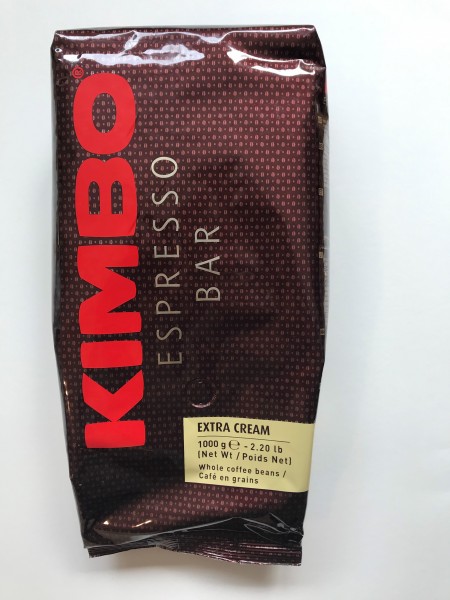 KIMBO®
ESPRESSO
BAR
EXTRA CREAM
1000 g ℮ - 2.20 lb
(Net Wt / Poids Net)
Whole coffee beans /
Café en grains